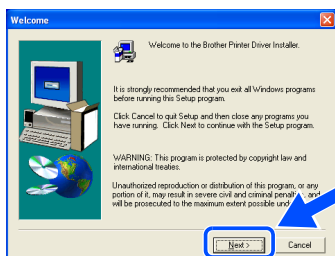 Welcome
Welcome to the Brother Printer Driver Installer.
It is strongly recommended that you exit all Windows programs
before running this Setup program.
Click Cancel to quit Setup and then close any programs you
have running. Click Next to continue with the Setup program.
WARNING: This program is protected by copyright law and
international treaties.
Unauthorized reproduction or distribution of this program, or any
portion of it, may result in severe civil and criminal
will be prosecuted to the maximum extent possible
Next >
Cancel